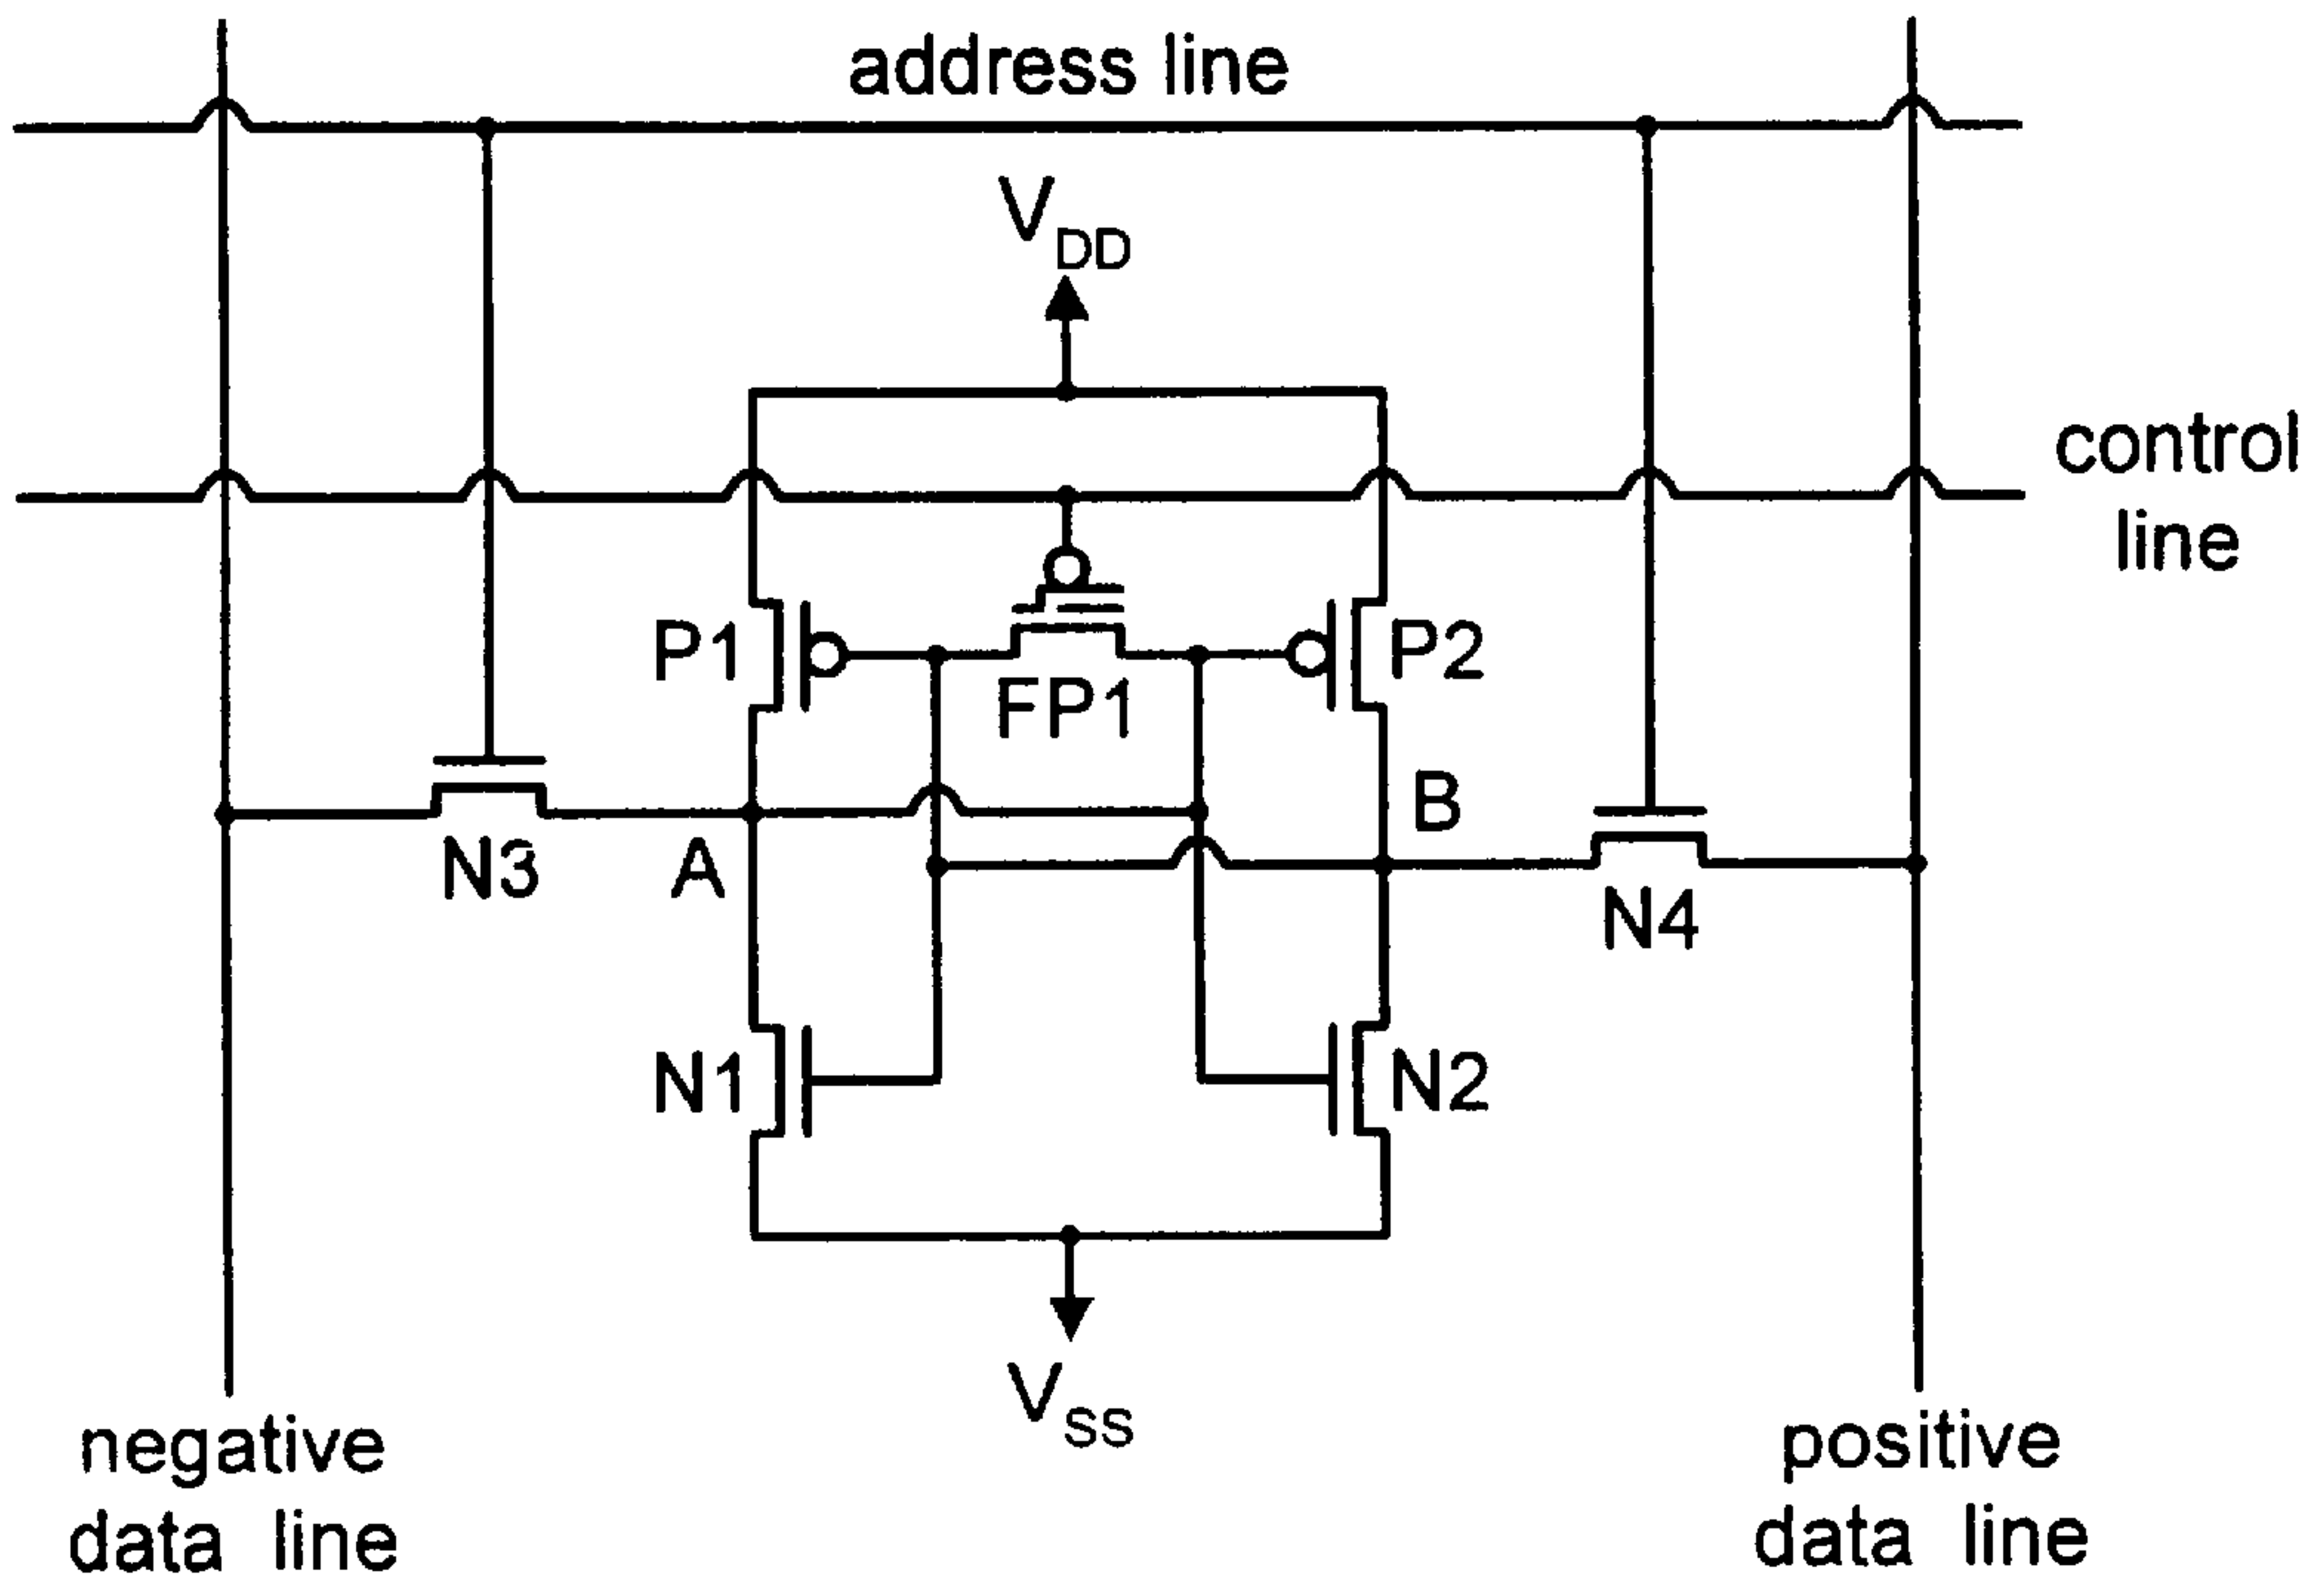 address line
VDD
control
line
P1
FP1
P2
B
N3
A
N4
N1
N2
VSS
negative
data line
positive
data line